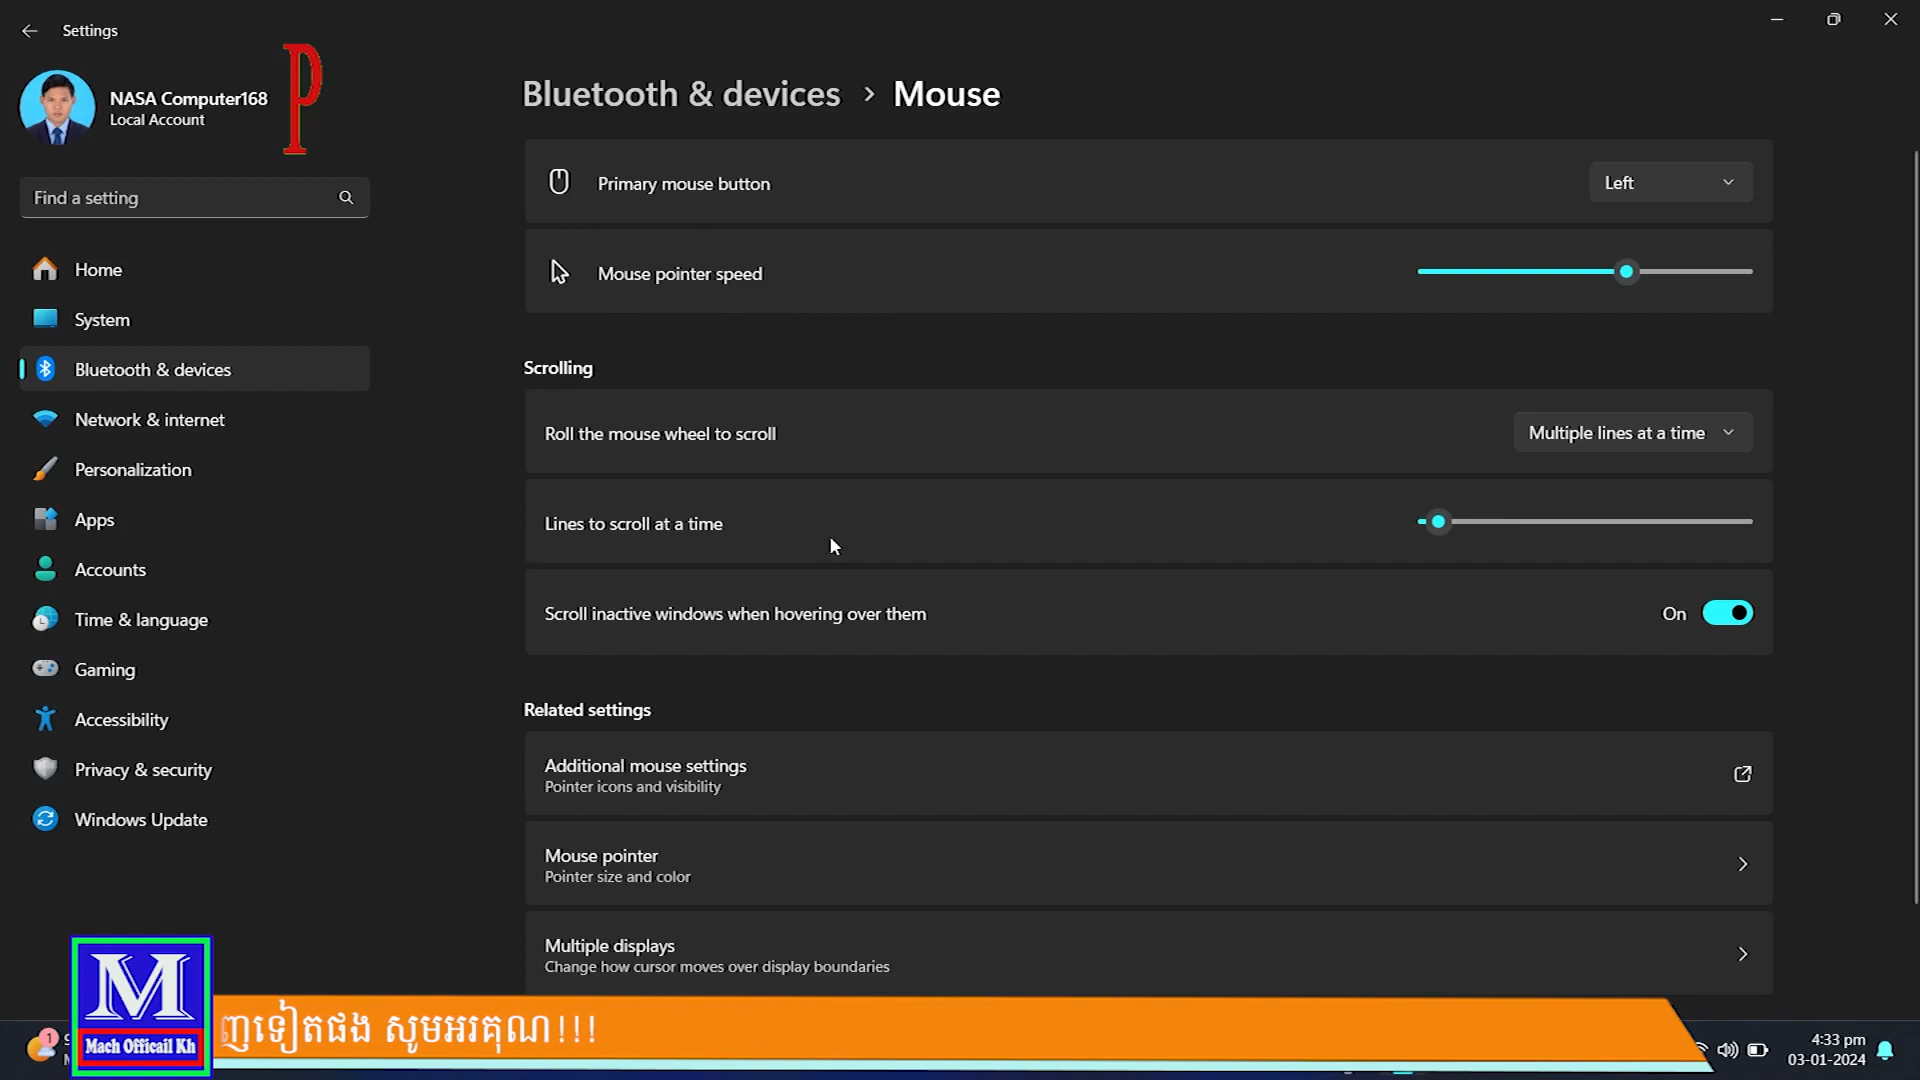 Settings
NASA Computer168
Local Account
P
Find a setting
Home
System
Bluetooth & devices
Network & internet
Personalization
Apps
Accounts
Time & language
Gaming
Accessibility
Privacy & security
Windows Update
Bluetooth & devices > Mouse
Primary mouse button
Left
Mouse pointer speed
Scrolling
Roll the mouse wheel to scroll
Multiple lines at a time
Lines to scroll at a time
Scroll inactive windows when hovering over them
On
Related settings
Additional mouse settings
Pointer icons and visibility
Mouse pointer
Pointer size and color
Multiple displays
Change how cursor moves over display boundaries
M
Mach Officail Kh
ញទៀតផង សូមអរគុណ!!!
1
4:33 pm
03-01-2024